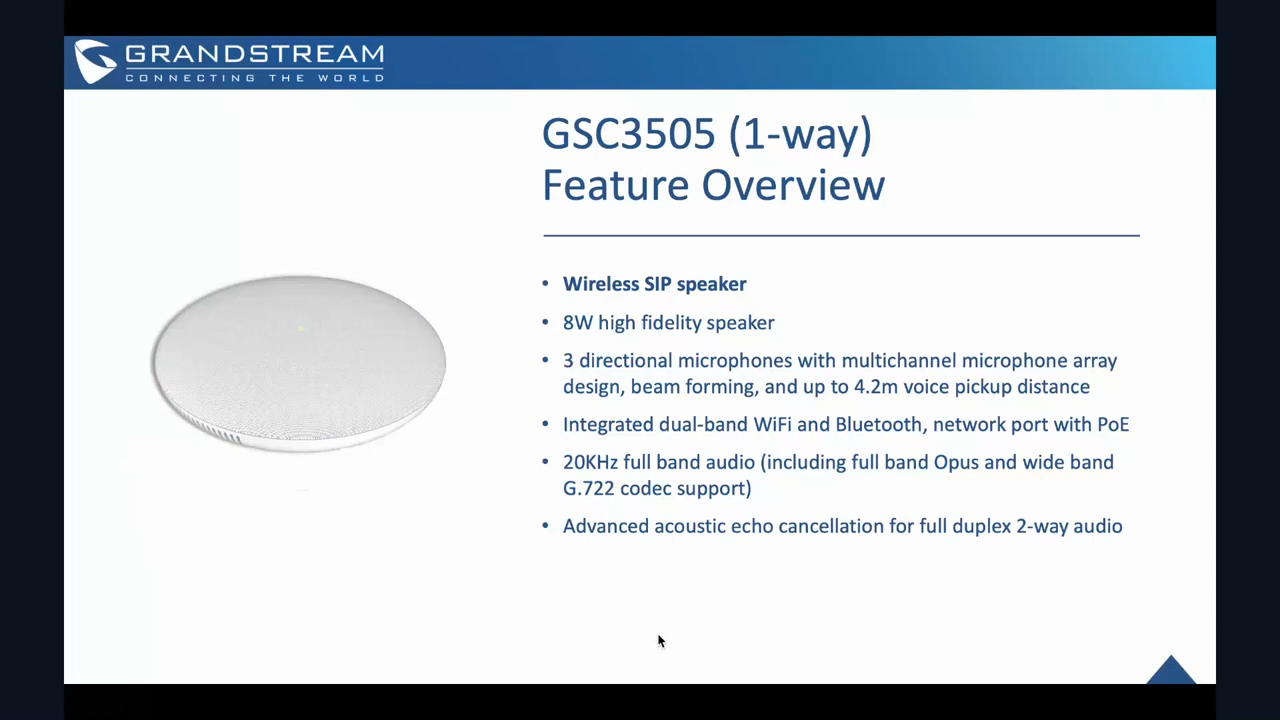 GRANDSTREAM
CONNECTING THE WORLD
GSC3505 (1-way)
Feature Overview
• Wireless SIP speaker
• 8W high fidelity speaker
• 3 directional microphones with multichannel microphone array
design, beam forming, and up to 4.2m voice pickup distance
• Integrated dual-band WiFi and Bluetooth, network port with PoE
• 20KHz full band audio (including full band Opus and wide band
G.722 codec support)
• Advanced acoustic echo cancellation for full duplex 2-way audio